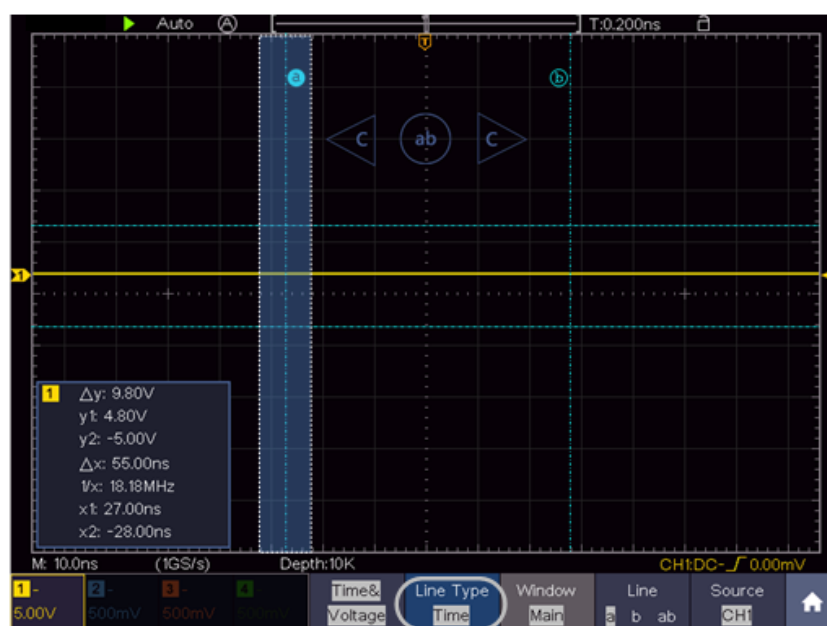 Auto A T:0.200ns
T
a b
C ab C
1
1 △y: 9.80V
y1: 4.80V
y2: -5.00V
△x: 55.00ns
1/x: 18.18MHz
x1: 27.00ns
x2: -28.00ns
M: 10.0ns (1GS/s) Depth:10K CH1:DC- 0.00mV
1 - 2 - 3 - 4 - Time& Line Type Window Line Source
5.00V 500mV 500mV 500mV Voltage Time Main a b ab CH1